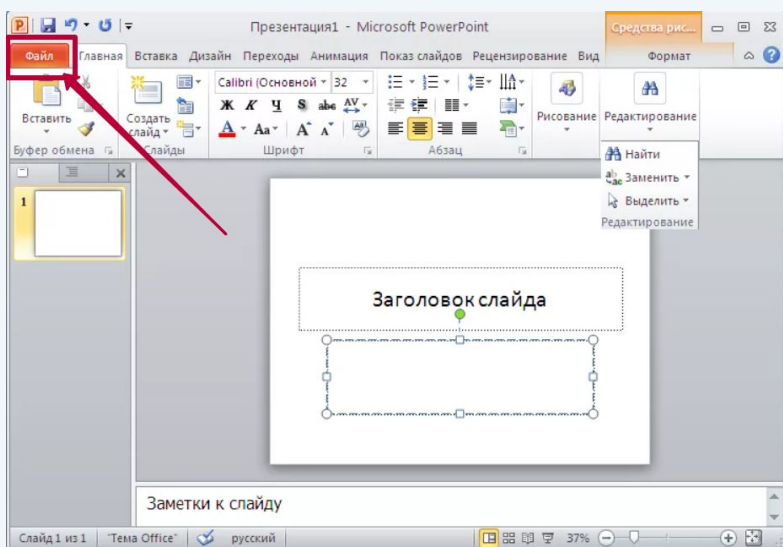 Презентация1 - Microsoft PowerPoint
Средства рис...
Файл Главная Вставка Дизайн Переходы Анимация Показ слайдов Рецензирование Вид Формат
Calibri (Основной 32
Вставить
Создать слайд
Ж К Ч S abc AV
A Aa A A
Рисование
Редактирование
Буфер обмена Слайды Шрифт Абзац
Найти
Заменить
Выделить
Редактирование
1
Заголовок слайда
Заметки к слайду
Слайд 1 из 1 "Тема Office" русский 37%